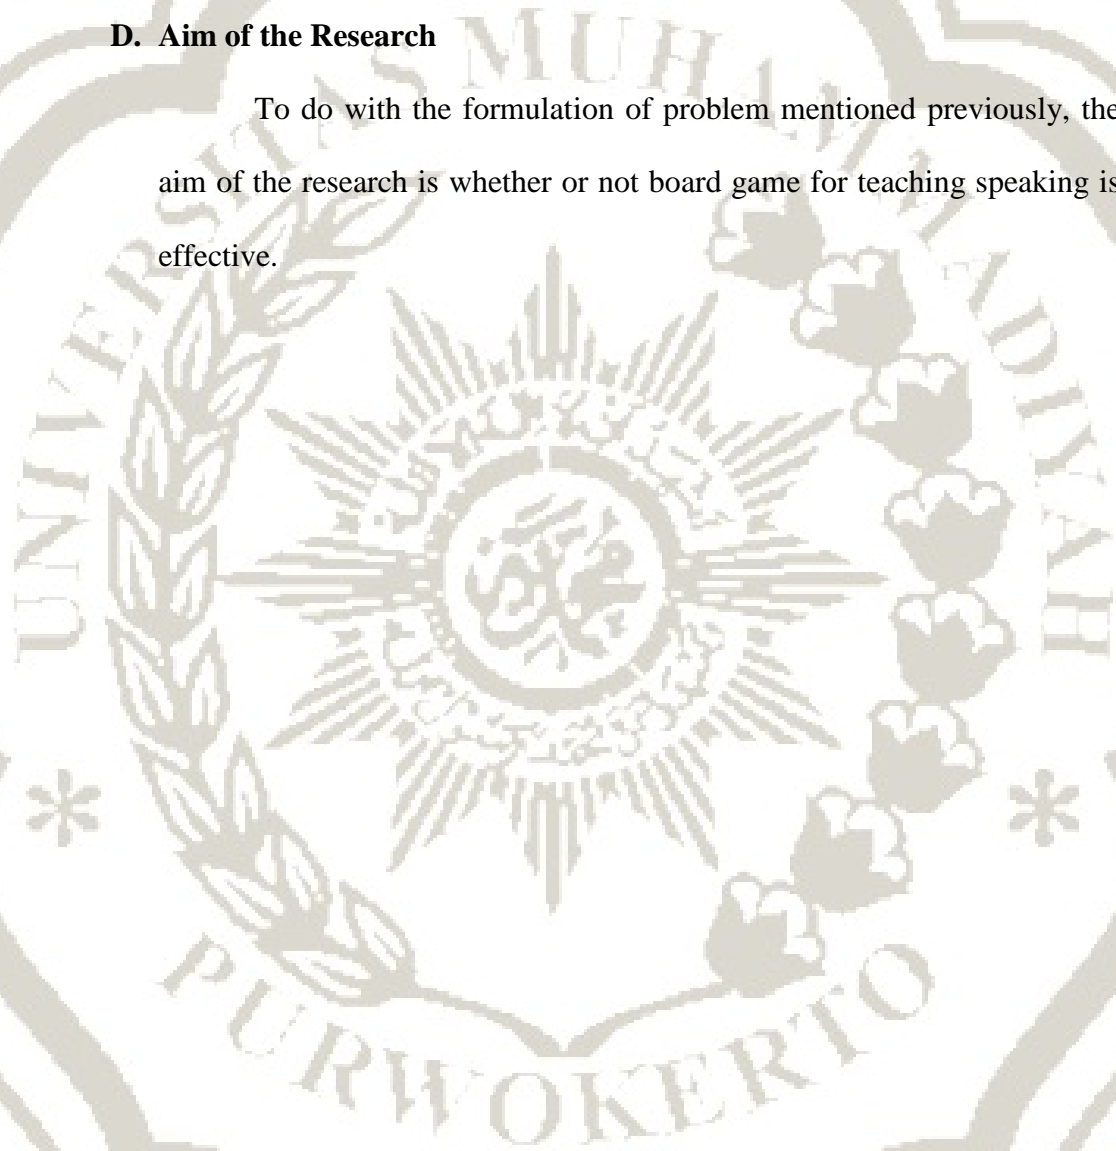 D. Aim of the Research
To do with the formulation of problem mentioned previously, the
aim of the research is whether or not board game for teaching speaking is
effective.
UNIVERSITAS MUHAMMADIYAH
محمد
PURWOKERTO